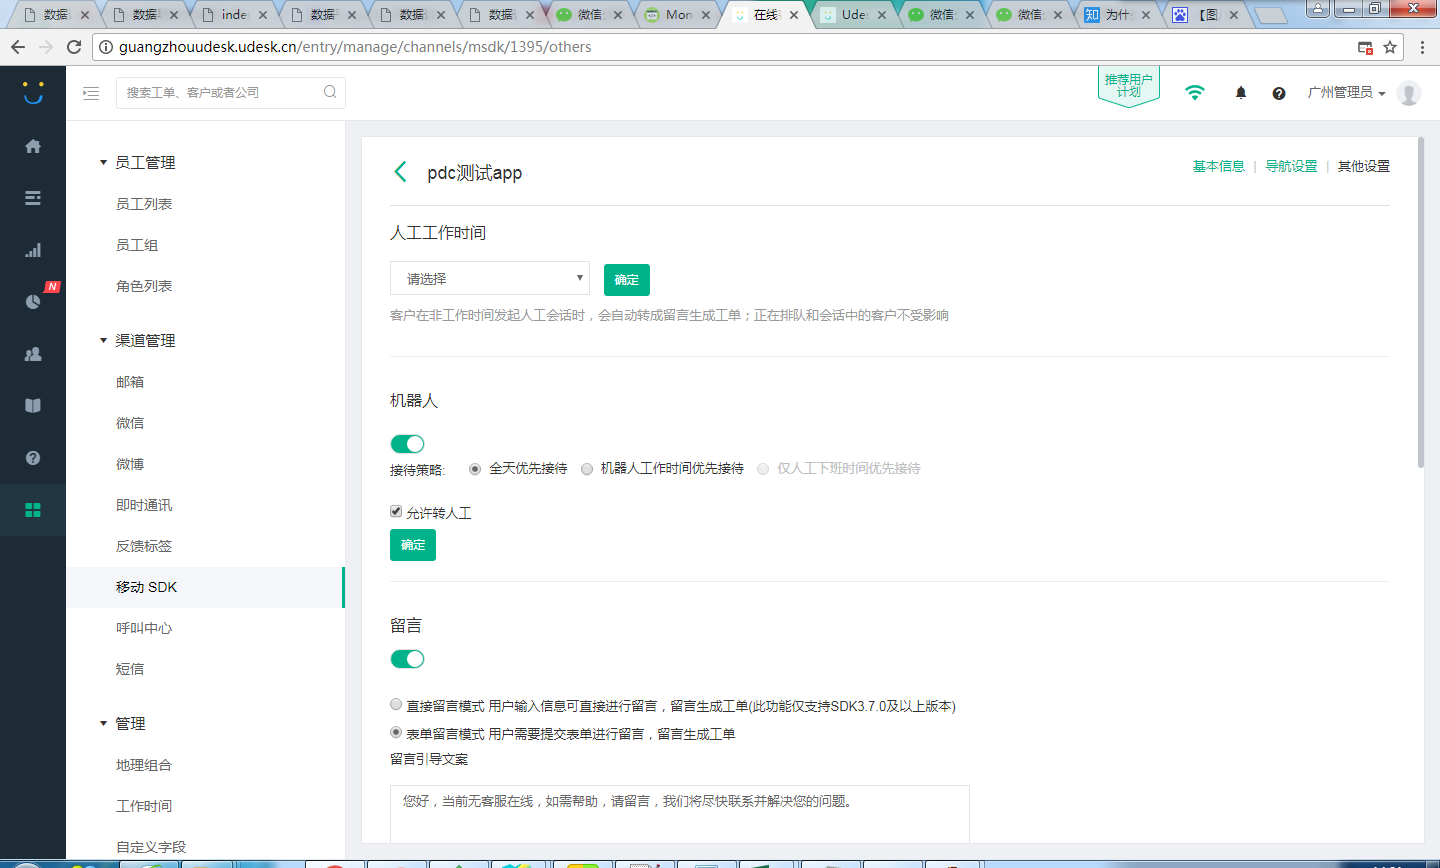 数据
数据
inde
数据
数据
数据
微信
Mon
在线
Udes
微信公
微信公
为什
【图
guangzhouudesk.udesk.cn/entry/manage/channels/msdk/1395/others
搜索工单、客户或者公司
推荐用户
计划
广州管理员
N
员工管理
员工列表
员工组
角色列表
渠道管理
邮箱
微信
微博
即时通讯
反馈标签
移动 SDK
呼叫中心
短信
管理
地理组合
工作时间
自定义字段
pdc测试app
基本信息 | 导航设置 | 其他设置
人工工作时间
请选择
确定
客户在非工作时间发起人工会话时，会自动转成留言生成工单；正在排队和会话中的客户不受影响
机器人
接待策略: 全天优先接待 机器人工作时间优先接待 仅人工下班时间优先接待
允许转人工
确定
留言
直接留言模式 用户输入信息可直接进行留言，留言生成工单(此功能仅支持SDK3.7.0及以上版本)
表单留言模式 用户需要提交表单进行留言，留言生成工单
留言引导文案
您好，当前无客服在线，如需帮助，请留言，我们将尽快联系并解决您的问题。